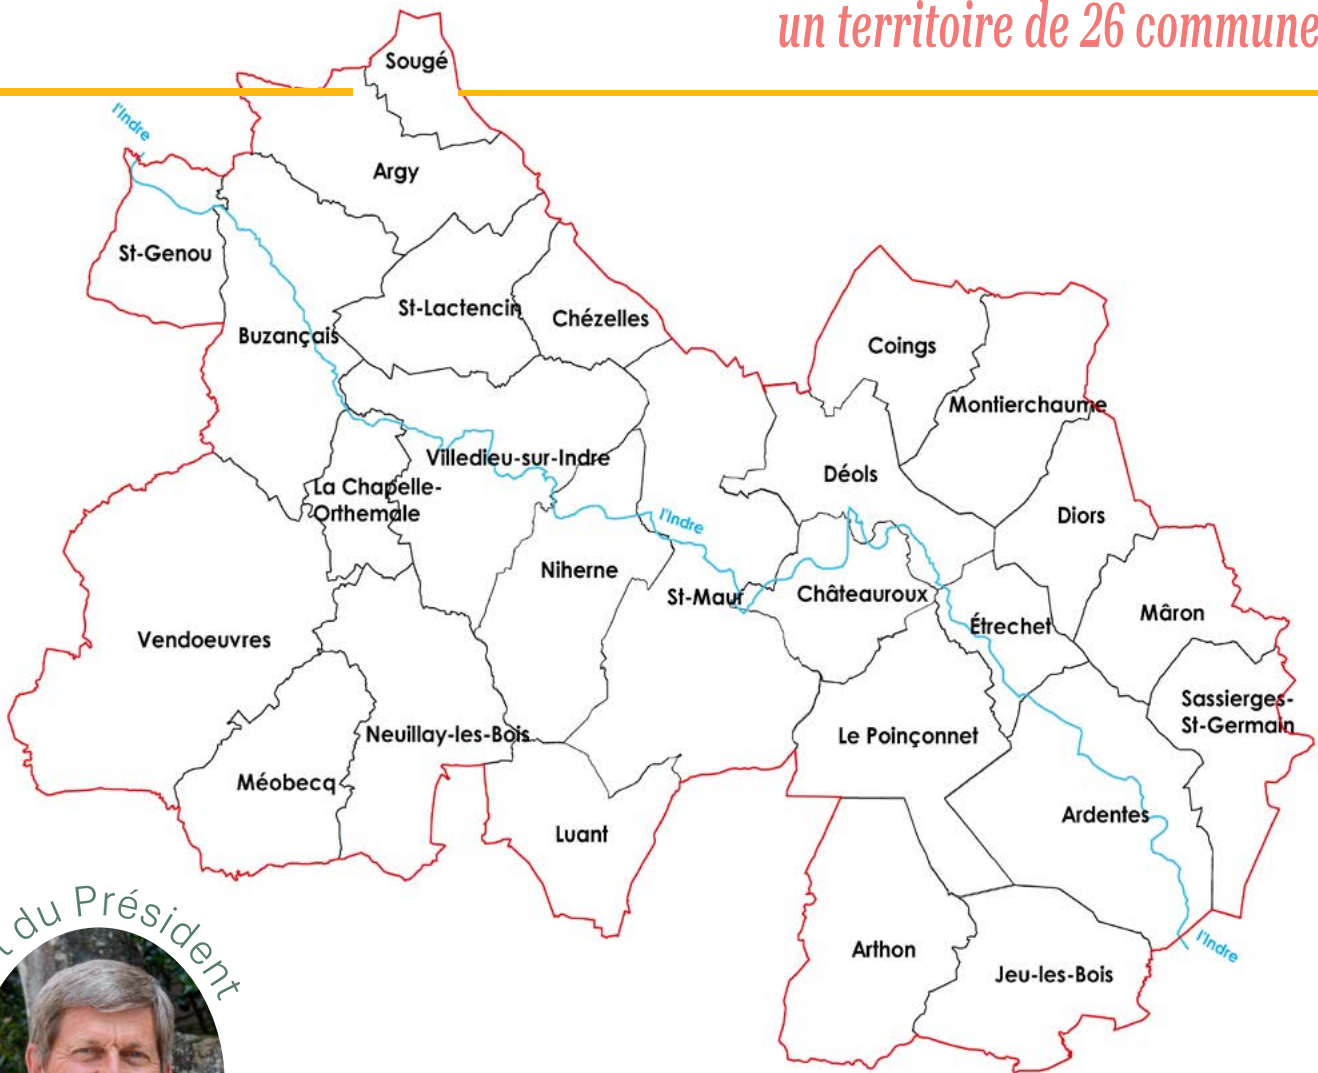 un territoire de 26 commune
Sougé
l'Indre
Argy
St-Genou
St-Lactencin
Chézelles
Buzançais
Coings
Montierchaume
Villedieu-sur-Indre
Déols
La Chapelle-
Orthemale
Diors
l'Indre
Niherne
St-Maur
Châteauroux
Étrechet
Mâron
Vendoeuvres
Sassierges-
St-Germain
Neuillay-les-Bois
Le Poinçonnet
Méobecq
Ardentes
Luant
du Président
Arthon
l'Indre
Jeu-les-Bois